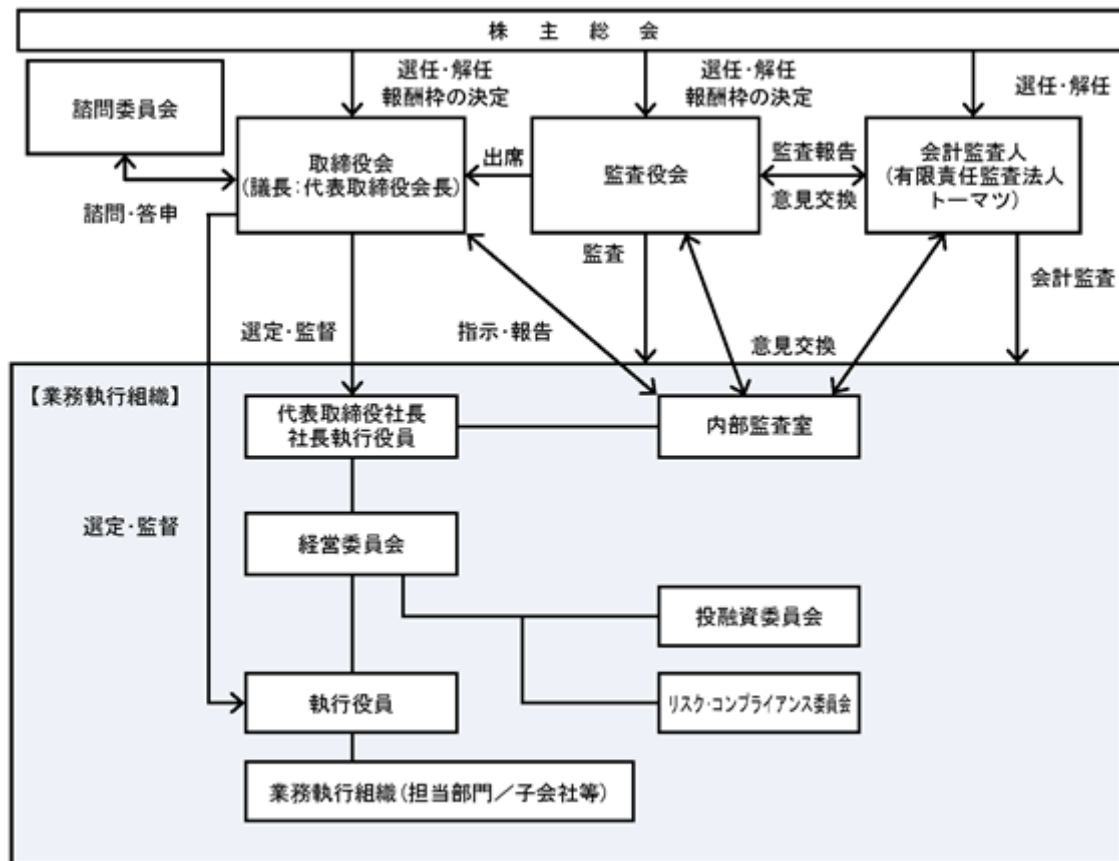 株主総会
選任・解任
報酬枠の決定
選任・解任
報酬枠の決定
選任・解任
諮問委員会
取締役会
(議長:代表取締役会長)
出席
監査役会
監査報告
意見交換
会計監査人
(有限責任監査法人
トーマツ)
諮問・答申
監査
会計監査
選定・監督
指示・報告
意見交換
【業務執行組織】
代表取締役社長
社長執行役員
内部監査室
選定・監督
経営委員会
投融資委員会
執行役員
リスク・コンプライアンス委員会
業務執行組織(担当部門/子会社等)